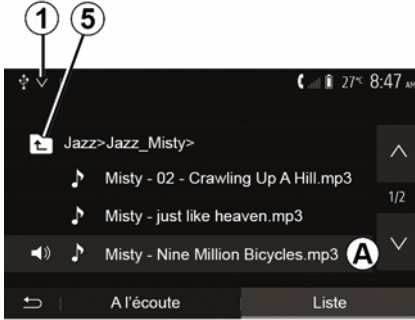 1 5
27°C 8:47 AM
Jazz>Jazz_Misty>
Misty - 02 - Crawling Up A Hill.mp3
Misty - just like heaven.mp3
1/2
Misty - Nine Million Bicycles.mp3 A
A l'écoute Liste